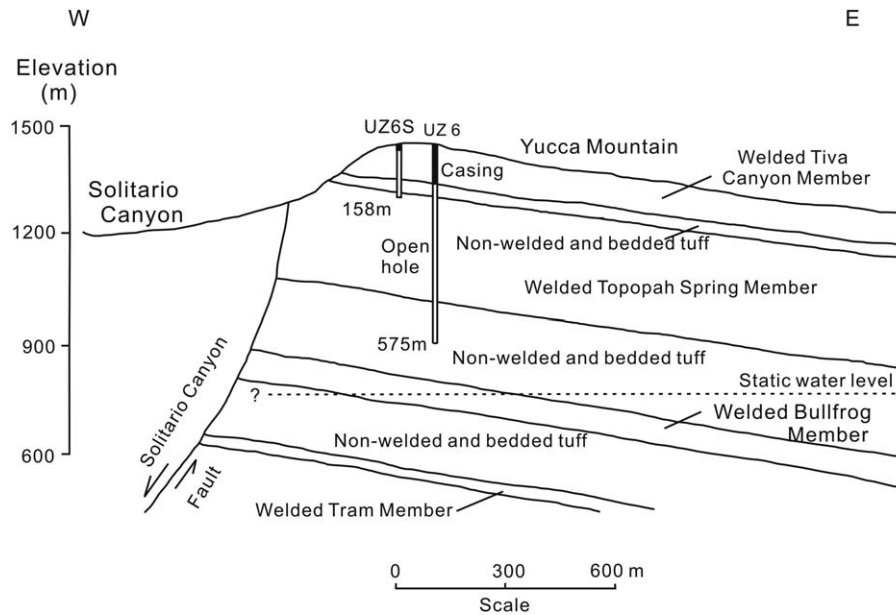 W
E
Elevation
(m)
1500
1200
900
600
UZ6S
UZ 6
Yucca Mountain
Casing
Welded Tiva
Canyon Member
Solitario
Canyon
158m
Non-welded and bedded tuff
Open
hole
Welded Topopah Spring Member
575m
Non-welded and bedded tuff
Static water level
?
Welded Bullfrog
Member
Non-welded and bedded tuff
Solitario Canyon
Fault
Welded Tram Member
0
300
600 m
Scale